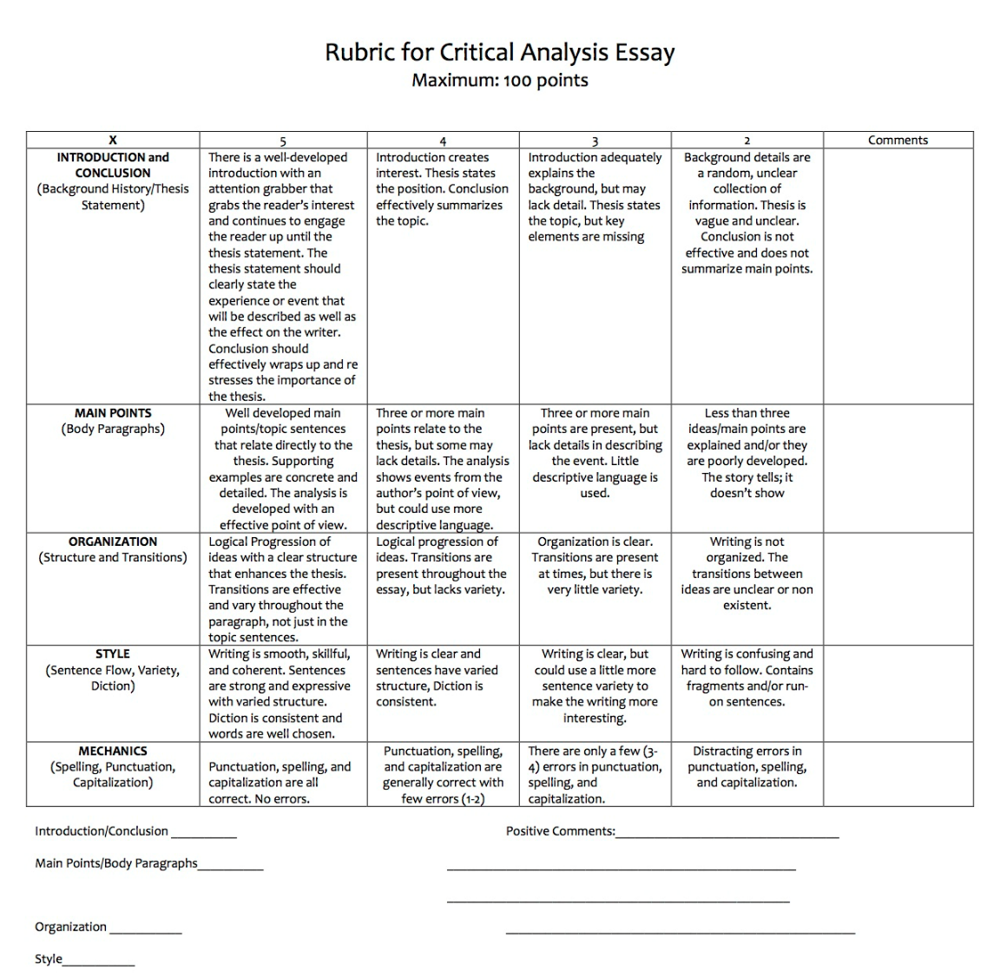 Rubric for Critical Analysis Essay
Maximum: 100 points
X
5
4
3
2
Comments
INTRODUCTION and
CONCLUSION
(Background History/Thesis
Statement)
There is a well-developed
introduction with an
attention grabber that
grabs the reader's interest
and continues to engage
the reader up until the
thesis statement. The
thesis statement should
clearly state the
experience or event that
will be described as well as
the effect on the writer.
Conclusion should
effectively wraps up and re
stresses the importance of
the thesis.
Introduction creates
interest. Thesis states
the position. Conclusion
effectively summarizes
the topic.
Introduction adequately
explains the
background, but may
lack detail. Thesis states
the topic, but key
elements are missing
Background details are
a random, unclear
collection of
information. Thesis is
vague and unclear.
Conclusion is not
effective and does not
summarize main points.
MAIN POINTS
(Body Paragraphs)
Well developed main
points/topic sentences
that relate directly to the
thesis. Supporting
examples are concrete and
detailed. The analysis is
developed with an
effective point of view.
Three or more main
points relate to the
thesis, but some may
lack details. The analysis
shows events from the
author's point of view,
but could use more
descriptive language.
Three or more main
points are present, but
lack details in describing
the event. Little
descriptive language is
used.
Less than three
ideas/main points are
explained and/or they
are poorly developed.
The story tells; it
doesn't show
ORGANIZATION
(Structure and Transitions)
Logical Progression of
ideas with a clear structure
that enhances the thesis.
Transitions are effective
and vary throughout the
paragraph, not just in the
topic sentences.
Logical progression of
ideas. Transitions are
present throughout the
essay, but lacks variety.
Organization is clear.
Transitions are present
at times, but there is
very little variety.
Writing is not
organized. The
transitions between
ideas are unclear or non
existent.
STYLE
(Sentence Flow, Variety,
Diction)
Writing is smooth, skillful,
and coherent. Sentences
are strong and expressive
with varied structure.
Diction is consistent and
words are well chosen.
Writing is clear and
sentences have varied
structure, Diction is
consistent.
Writing is clear, but
could use a little more
sentence variety to
make the writing more
interesting.
Writing is confusing and
hard to follow. Contains
fragments and/or run-
on sentences.
MECHANICS
(Spelling, Punctuation,
Capitalization)
Punctuation, spelling, and
capitalization are all
correct. No errors.
Punctuation, spelling,
and capitalization are
generally correct with
few errors (1-2)
There are only a few (3-
4) errors in punctuation,
spelling, and
capitalization.
Distracting errors in
punctuation, spelling,
and capitalization.
Introduction/Conclusion __________
Positive Comments:__________________________________
Main Points/Body Paragraphs__________
Organization ___________
Style___________